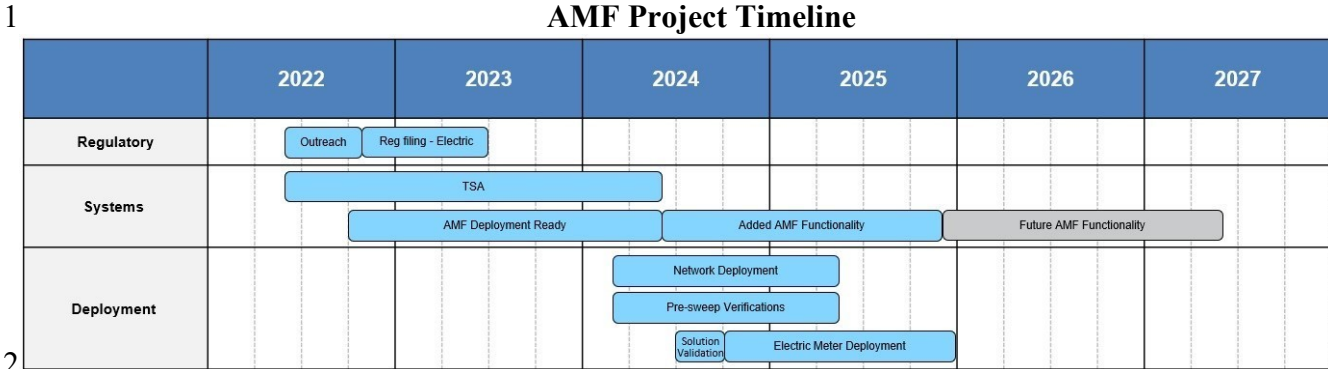 1
AMF Project Timeline
2022 2023 2024 2025 2026 2027
Regulatory
Outreach
Reg filing - Electric
Systems
TSA
AMF Deployment Ready
Added AMF Functionality
Future AMF Functionality
Deployment
Network Deployment
Pre-sweep Verifications
Solution
Validation
Electric Meter Deployment
2